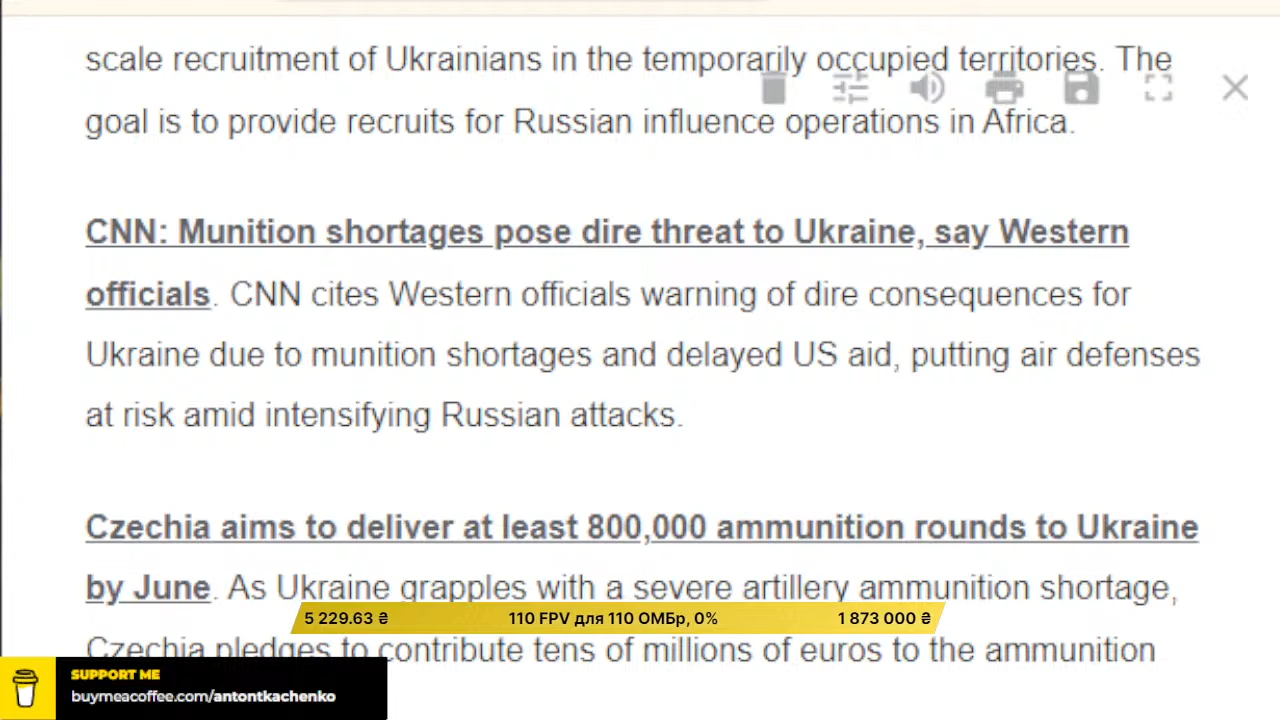 scale recruitment of Ukrainians in the temporarily occupied territories. The
goal is to provide recruits for Russian influence operations in Africa.
CNN: Munition shortages pose dire threat to Ukraine, say Western
officials. CNN cites Western officials warning of dire consequences for
Ukraine due to munition shortages and delayed US aid, putting air defenses
at risk amid intensifying Russian attacks.
Czechia aims to deliver at least 800,000 ammunition rounds to Ukraine
by June. As Ukraine grapples with a severe artillery ammunition shortage,
5 229.63 ₴ 110 FPV для 110 ОМБр, 0% 1 873 000 ₴
Czechia pledges to contribute tens of millions of euros to the ammunition
SUPPORT ME
buymeacoffee.com/antontkachenko